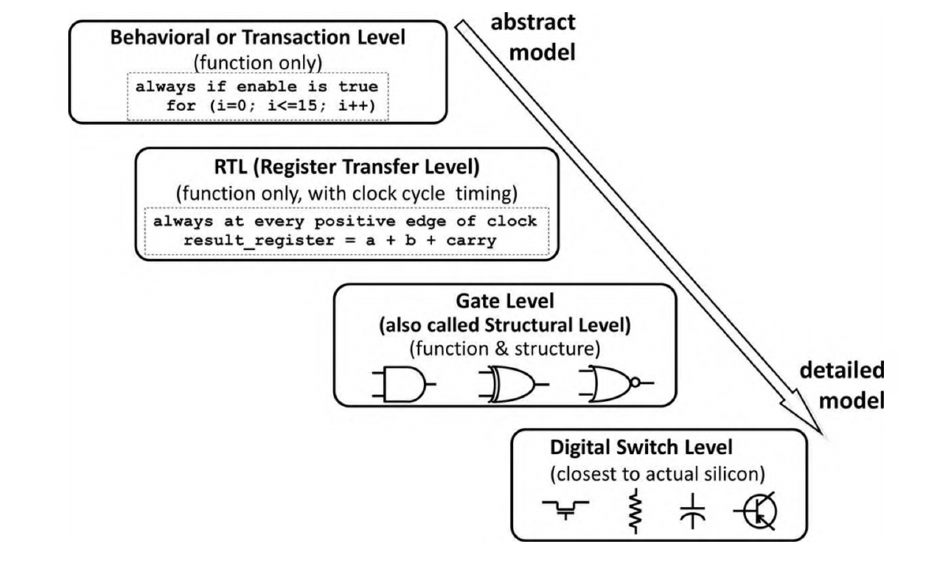 abstract
model
Behavioral or Transaction Level
(function only)
always if enable is true
for (i=0; i<=15; i++)
RTL (Register Transfer Level)
(function only, with clock cycle timing)
always at every positive edge of clock
result_register = a + b + carry
Gate Level
(also called Structural Level)
(function & structure)
detailed
model
Digital Switch Level
(closest to actual silicon)